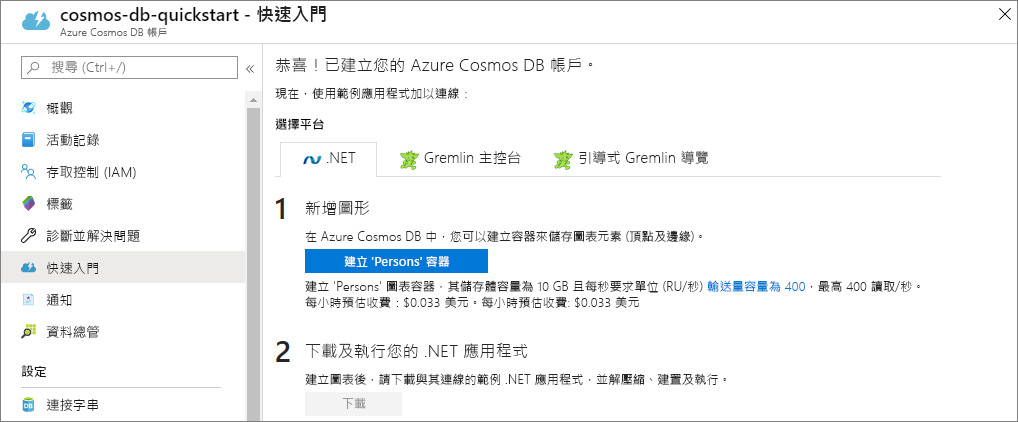 cosmos-db-quickstart - 快速入門
Azure Cosmos DB 帳戶
搜尋 (Ctrl+/)
概觀
活動記錄
存取控制 (IAM)
標籤
診斷並解決問題
快速入門
通知
資料總管
設定
連接字串
恭喜！已建立您的 Azure Cosmos DB 帳戶。
現在，使用範例應用程式加以連線：
選擇平台
.NET
Gremlin 主控台
引導式 Gremlin 導覽
1 新增圖形
在 Azure Cosmos DB 中，您可以建立容器來儲存圖表元素 (頂點及邊緣)。
建立 'Persons' 容器
建立 'Persons' 圖表容器，其儲存體容量為 10 GB 且每秒要求單位 (RU/秒) 輸送量容量為 400，最高 400 讀取/秒。
每小時預估收費：$0.033 美元。每小時預估收費: $0.033 美元
2 下載及執行您的 .NET 應用程式
建立圖表後，請下載與其連線的範例 .NET 應用程式，並解壓縮、建置及執行。
下載